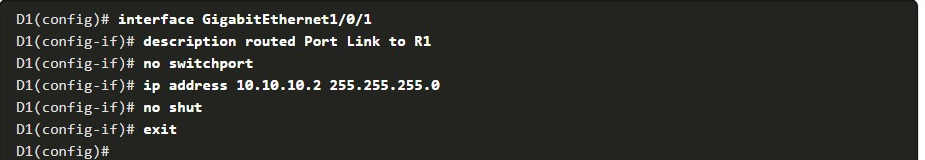 D1(config)# interface GigabitEthernet1/0/1
D1(config-if)# description routed Port Link to R1
D1(config-if)# no switchport
D1(config-if)# ip address 10.10.10.2 255.255.255.0
D1(config-if)# no shut
D1(config-if)# exit
D1(config)#